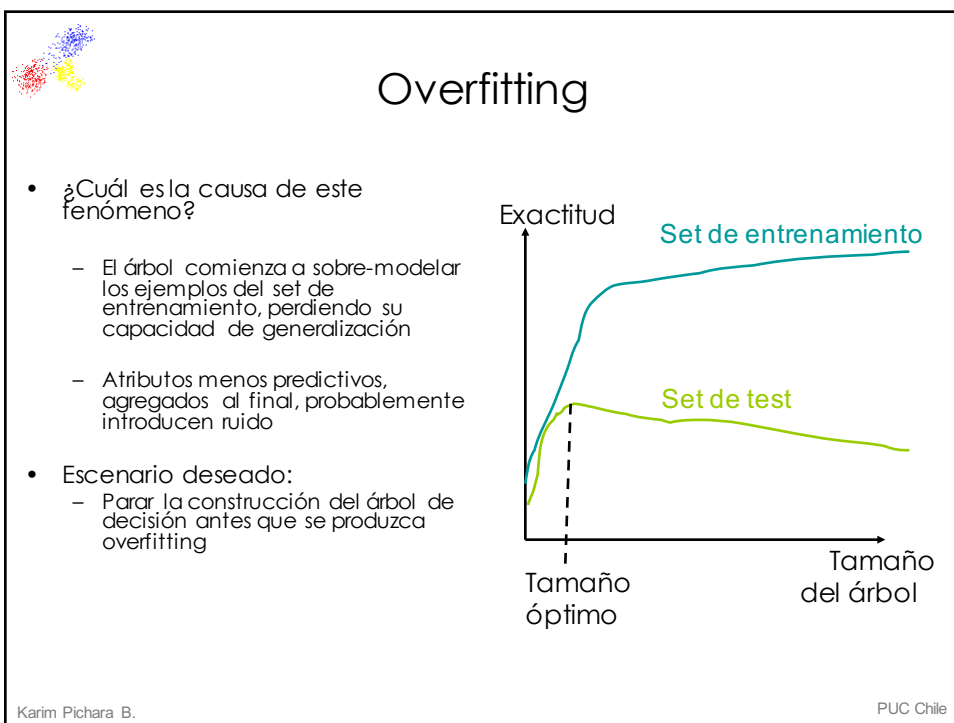 Overfitting
• ¿Cuál es la causa de este
fenómeno?
– El árbol comienza a sobre-modelar
los ejemplos del set de
entrenamiento, perdiendo su
capacidad de generalización
– Atributos menos predictivos,
agregados al final, probablemente
introducen ruido
• Escenario deseado:
– Parar la construcción del árbol de
decisión antes que se produzca
overfitting
Exactitud
Set de entrenamiento
Set de test
Tamaño
óptimo
Tamaño
del árbol
Karim Pichara B.
PUC Chile